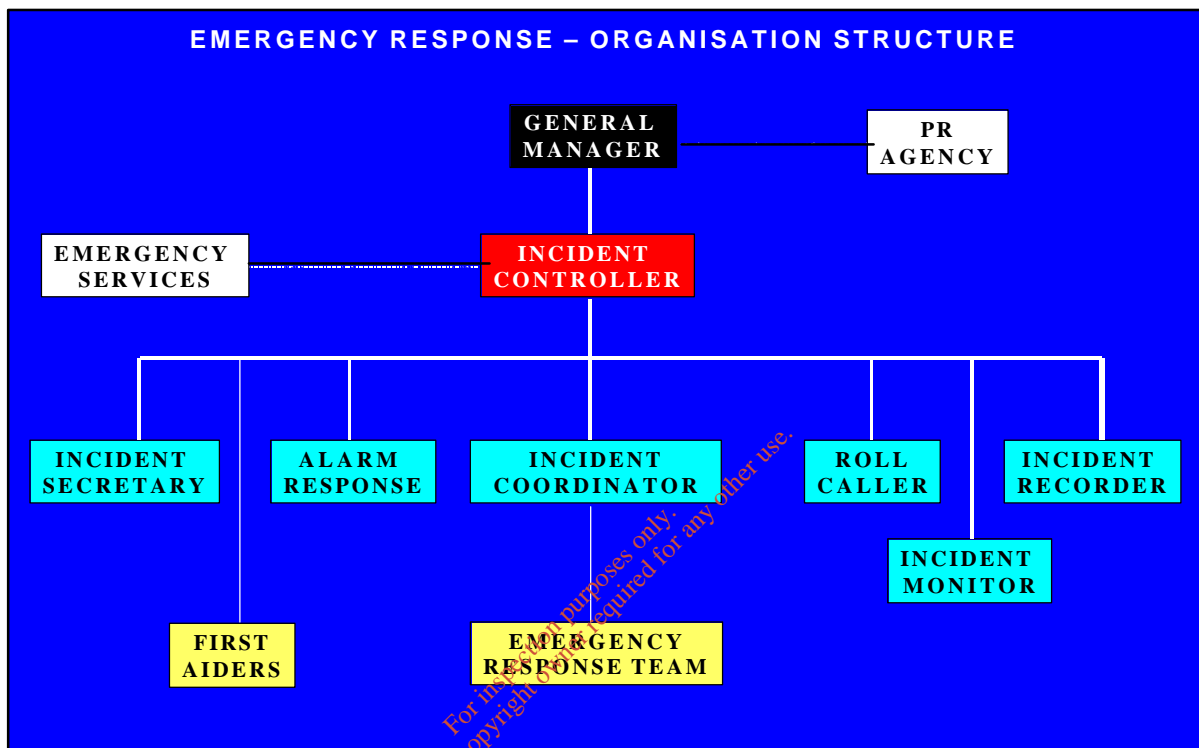 EMERGENCY RESPONSE – ORGANISATION STRUCTURE
GENERAL
MANAGER
PR
AGENCY
EMERGENCY
SERVICES
INCIDENT
CONTROLLER
INCIDENT
SECRETARY
ALARM
RESPONSE
INCIDENT
COORDINATOR
ROLL
CALLER
INCIDENT
RECORDER
INCIDENT
MONITOR
FIRST
AIDERS
EMERGENCY
RESPONSE TEAM
For inspection purposes only.
opyright owner required for any other use.